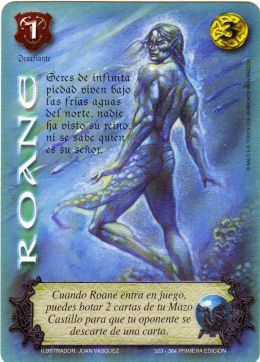 1
3
Desafiante
ROANE
Seres de infinita
piedad viven bajo
las frías aguas
del norte, nadie
ha visto su reino,
ni se sabe quién
es su señor.
Cuando Roane entra en juego,
puedes botar 2 cartas de tu Mazo
Castillo para que tu oponente se
descarte de una carta.
ILUSTRADOR: JUAN VASQUEZ
323 - 364 PRIMERA EDICION